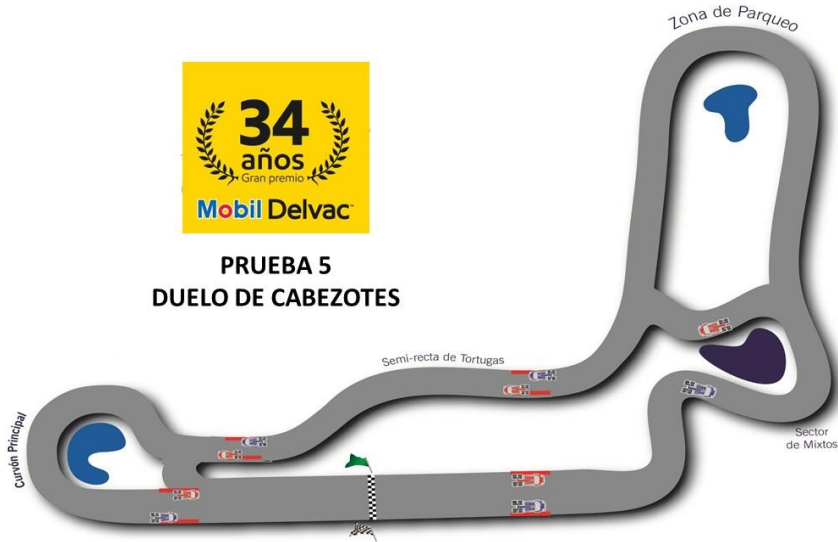 Zona de Parqueo
34
años
Gran premio
Mobil Delvac
PRUEBA 5
DUELO DE CABEZOTES
Semi-recta de Tortugas
Curvón Principal
Sector
de Mixtos